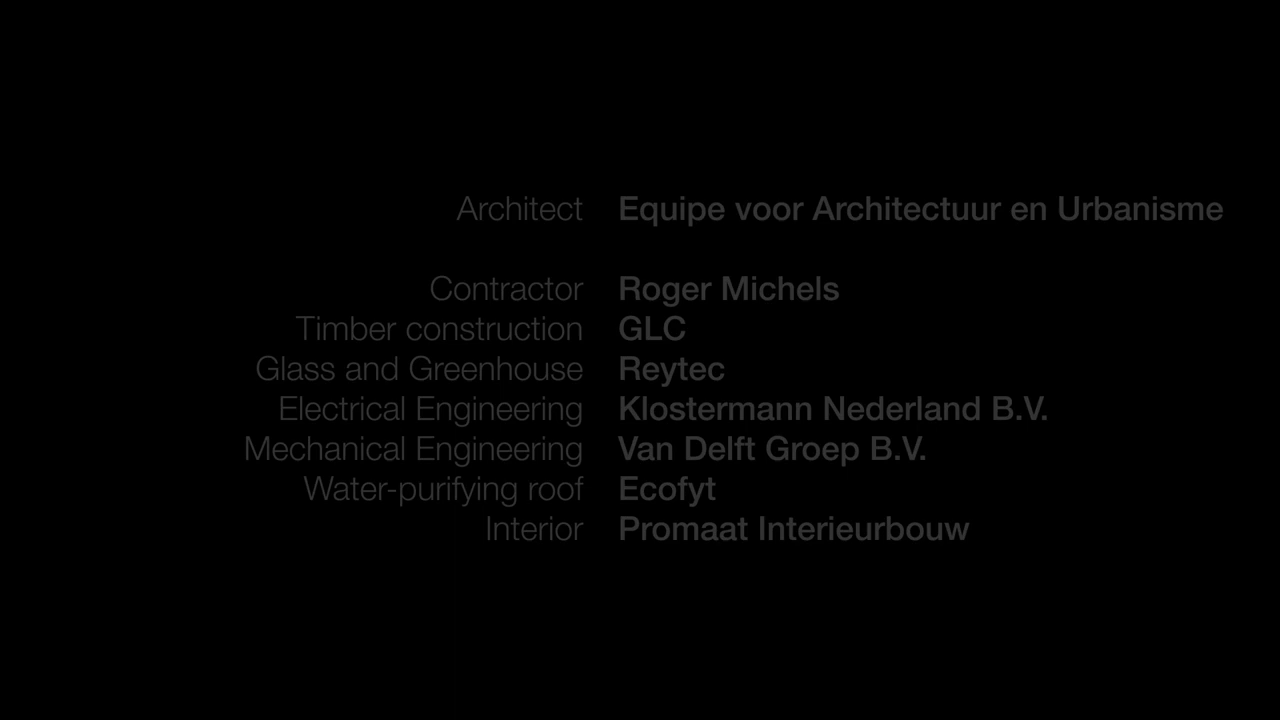 Architect Equipe voor Architectuur en Urbanisme
Contractor Roger Michels
Timber construction GLC
Glass and Greenhouse Reytec
Electrical Engineering Klostermann Nederland B.V.
Mechanical Engineering Van Delft Groep B.V.
Water-purifying roof Ecofyt
Interior Promaat Interieurbouw